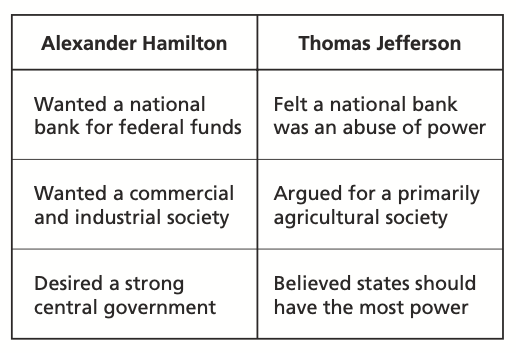 Alexander Hamilton
Thomas Jefferson
Wanted a national
bank for federal funds
Felt a national bank
was an abuse of power
Wanted a commercial
and industrial society
Argued for a primarily
agricultural society
Desired a strong
central government
Believed states should
have the most power